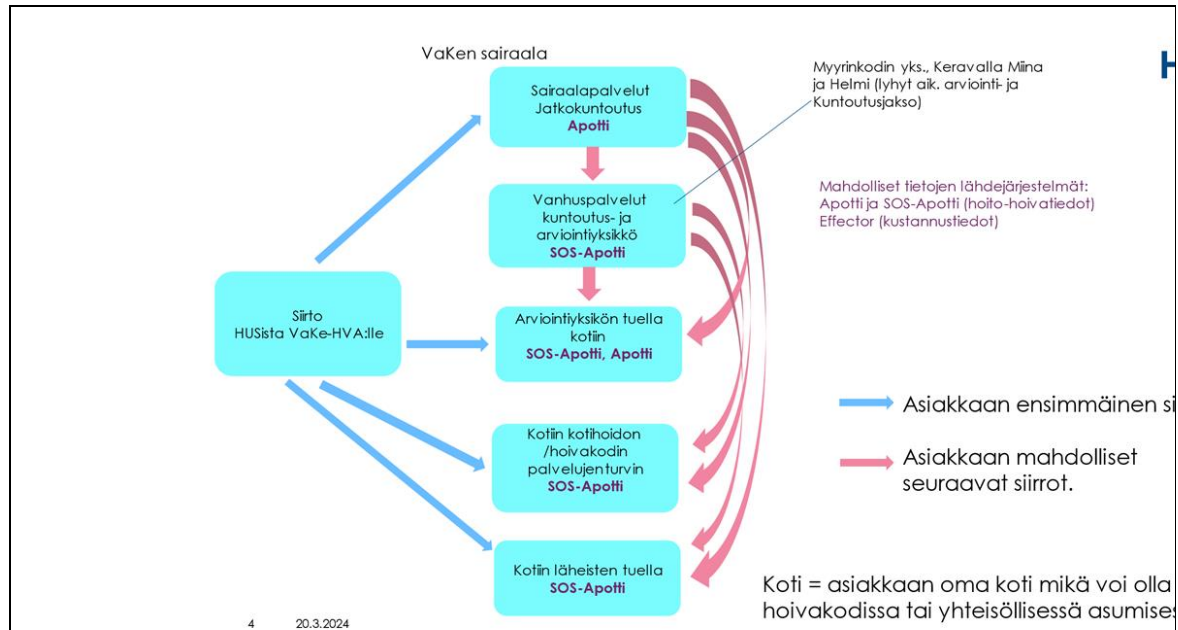 VaKen sairaala
Sairaalapalvelut
Jatkokuntoutus
Apotti
Myyrinkodin yks., Keravalla Miina
ja Helmi (lyhyt aik. arviointi- ja
Kuntoutusjakso)
H
Vanhuspalvelut
kuntoutus- ja
arviointiyksikkö
SOS-Apotti
Mahdolliset tietojen lähdejärjestelmät:
Apotti ja SOS-Apotti (hoito-hoivatiedot)
Effector (kustannustiedot)
Siirto
HUSista VaKe-HVA:lle
Arviointiyksikön tuella
kotiin
SOS-Apotti, Apotti
Kotiin kotihoidon
/hoivakodin
palvelujenturvin
SOS-Apotti
Asiakkaan ensimmäinen si
Asiakkaan mahdolliset
seuraavat siirrot.
Kotiin läheisten tuella
SOS-Apotti
Koti = asiakkaan oma koti mikä voi olla
hoivakodissa tai yhteisöllisessä asumises
4 20.3.2024